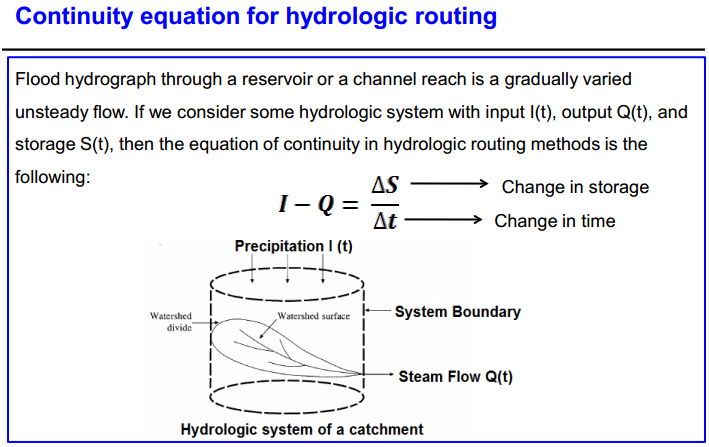 Continuity equation for hydrologic routing
Flood hydrograph through a reservoir or a channel reach is a gradually varied
unsteady flow. If we consider some hydrologic system with input I(t), output Q(t), and
storage S(t), then the equation of continuity in hydrologic routing methods is the
following:
I − Q = ΔS/Δt
Change in storage
Change in time
Precipitation I (t)
Watershed divide
Watershed surface
System Boundary
Steam Flow Q(t)
Hydrologic system of a catchment